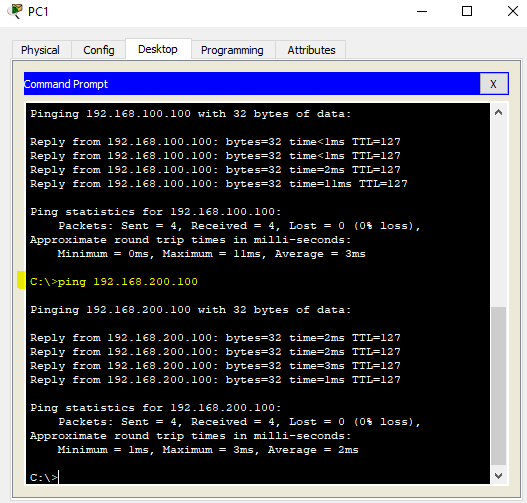 PC1
Physical Config Desktop Programming Attributes
Command Prompt X
Pinging 192.168.100.100 with 32 bytes of data:
Reply from 192.168.100.100: bytes=32 time<1ms TTL=127
Reply from 192.168.100.100: bytes=32 time<1ms TTL=127
Reply from 192.168.100.100: bytes=32 time=2ms TTL=127
Reply from 192.168.100.100: bytes=32 time=11ms TTL=127
Ping statistics for 192.168.100.100:
Packets: Sent = 4, Received = 4, Lost = 0 (0% loss),
Approximate round trip times in milli-seconds:
Minimum = 0ms, Maximum = 11ms, Average = 3ms
C:\>ping 192.168.200.100
Pinging 192.168.200.100 with 32 bytes of data:
Reply from 192.168.200.100: bytes=32 time=2ms TTL=127
Reply from 192.168.200.100: bytes=32 time=2ms TTL=127
Reply from 192.168.200.100: bytes=32 time=3ms TTL=127
Reply from 192.168.200.100: bytes=32 time=1ms TTL=127
Ping statistics for 192.168.200.100:
Packets: Sent = 4, Received = 4, Lost = 0 (0% loss),
Approximate round trip times in milli-seconds:
Minimum = 1ms, Maximum = 3ms, Average = 2ms
C:\>